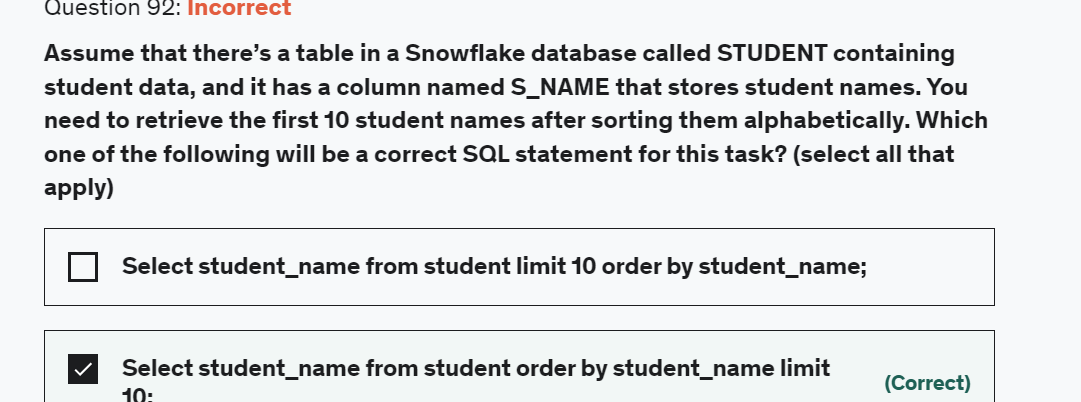 Question 92: Incorrect
Assume that there's a table in a Snowflake database called STUDENT containing
student data, and it has a column named S_NAME that stores student names. You
need to retrieve the first 10 student names after sorting them alphabetically. Which
one of the following will be a correct SQL statement for this task? (select all that
apply)
Select student_name from student limit 10 order by student_name;
Select student_name from student order by student_name limit
(Correct)
10;